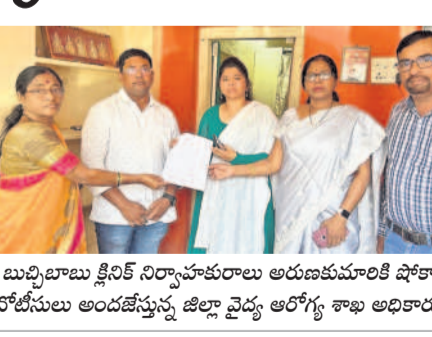 బుచ్చిబాబు క్లినిక్ నిర్వాహకురాలు అరుణకుమారికి షోకా
నోటీసులు అందజేస్తున్న జిల్లా వైద్య ఆరోగ్య శాఖ అధికారు